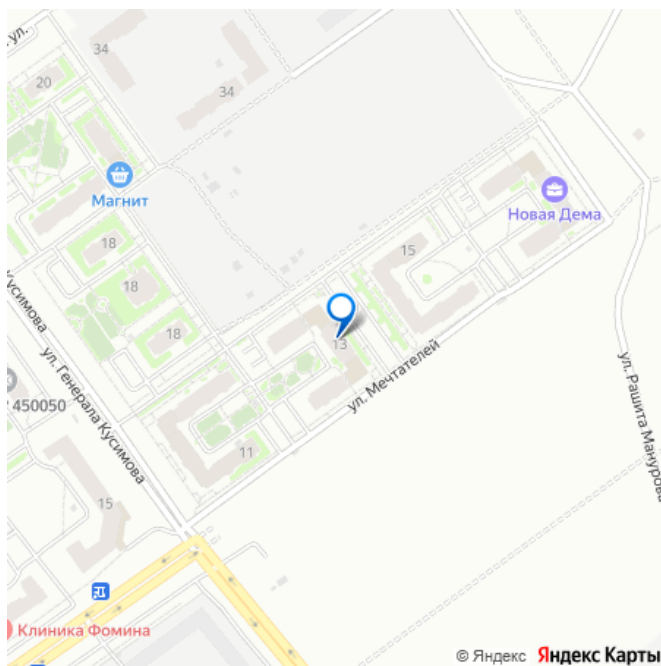 л ул.
34
34
20
Магнит
Новая Дема
18
15
18
Кусимова
18
13
ул. Генерала Кусимова
ул. Мечтателей
ул. Рашита Манурова
450050
11
15
Клиника Фомина
© Яндекс Яндекс Карты